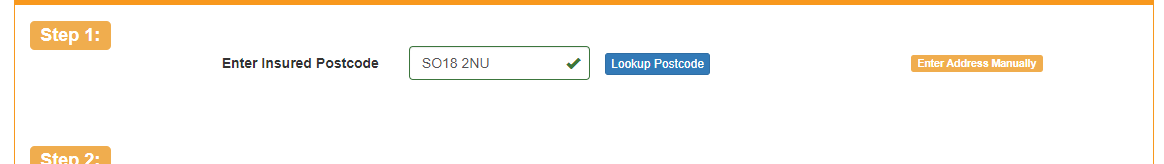 Step 1:
Enter Insured Postcode SO18 2NU Lookup Postcode Enter Address Manually
Step 2: